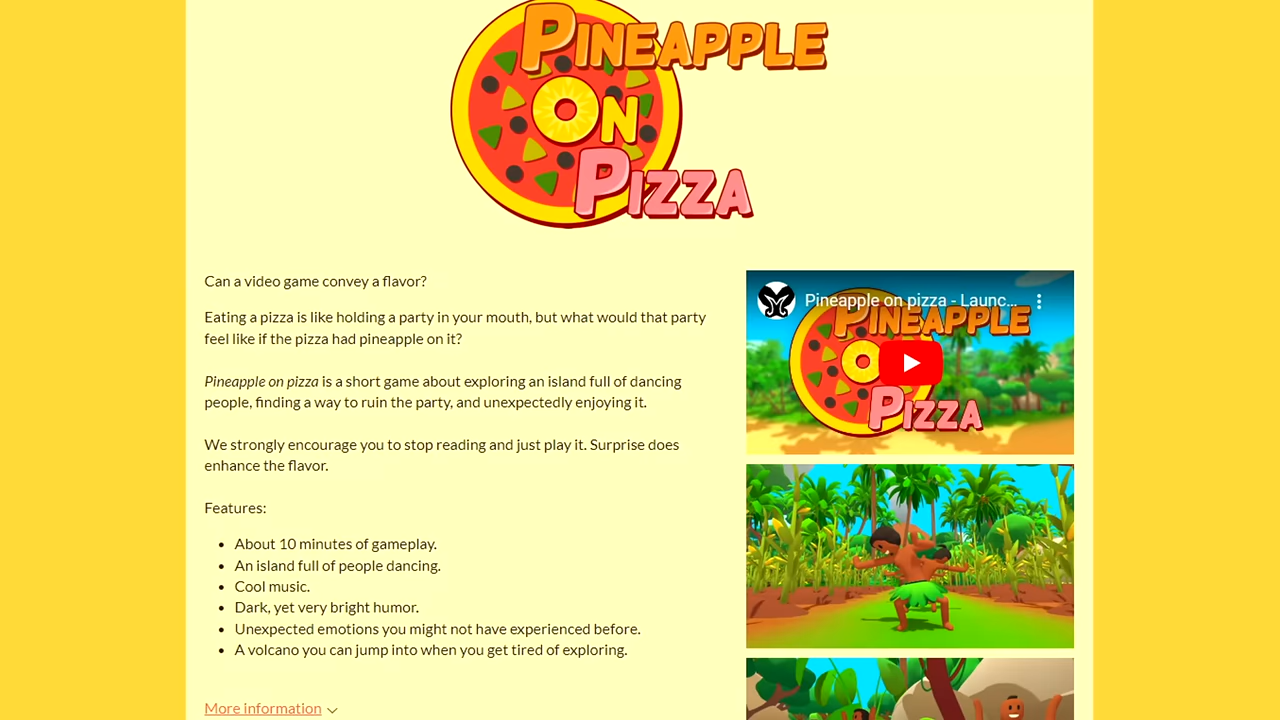 PINEAPPLE
ON
PIZZA
Can a video game convey a flavor?
Eating a pizza is like holding a party in your mouth, but what would that party
feel like if the pizza had pineapple on it?
Pineapple on pizza is a short game about exploring an island full of dancing
people, finding a way to ruin the party, and unexpectedly enjoying it.
We strongly encourage you to stop reading and just play it. Surprise does
enhance the flavor.
Features:
• About 10 minutes of gameplay.
• An island full of people dancing.
• Cool music.
• Dark, yet very bright humor.
• Unexpected emotions you might not have experienced before.
• A volcano you can jump into when you get tired of exploring.
More information
Pineapple on pizza - Launc...
PINEAPPLE
ON
PIZZA